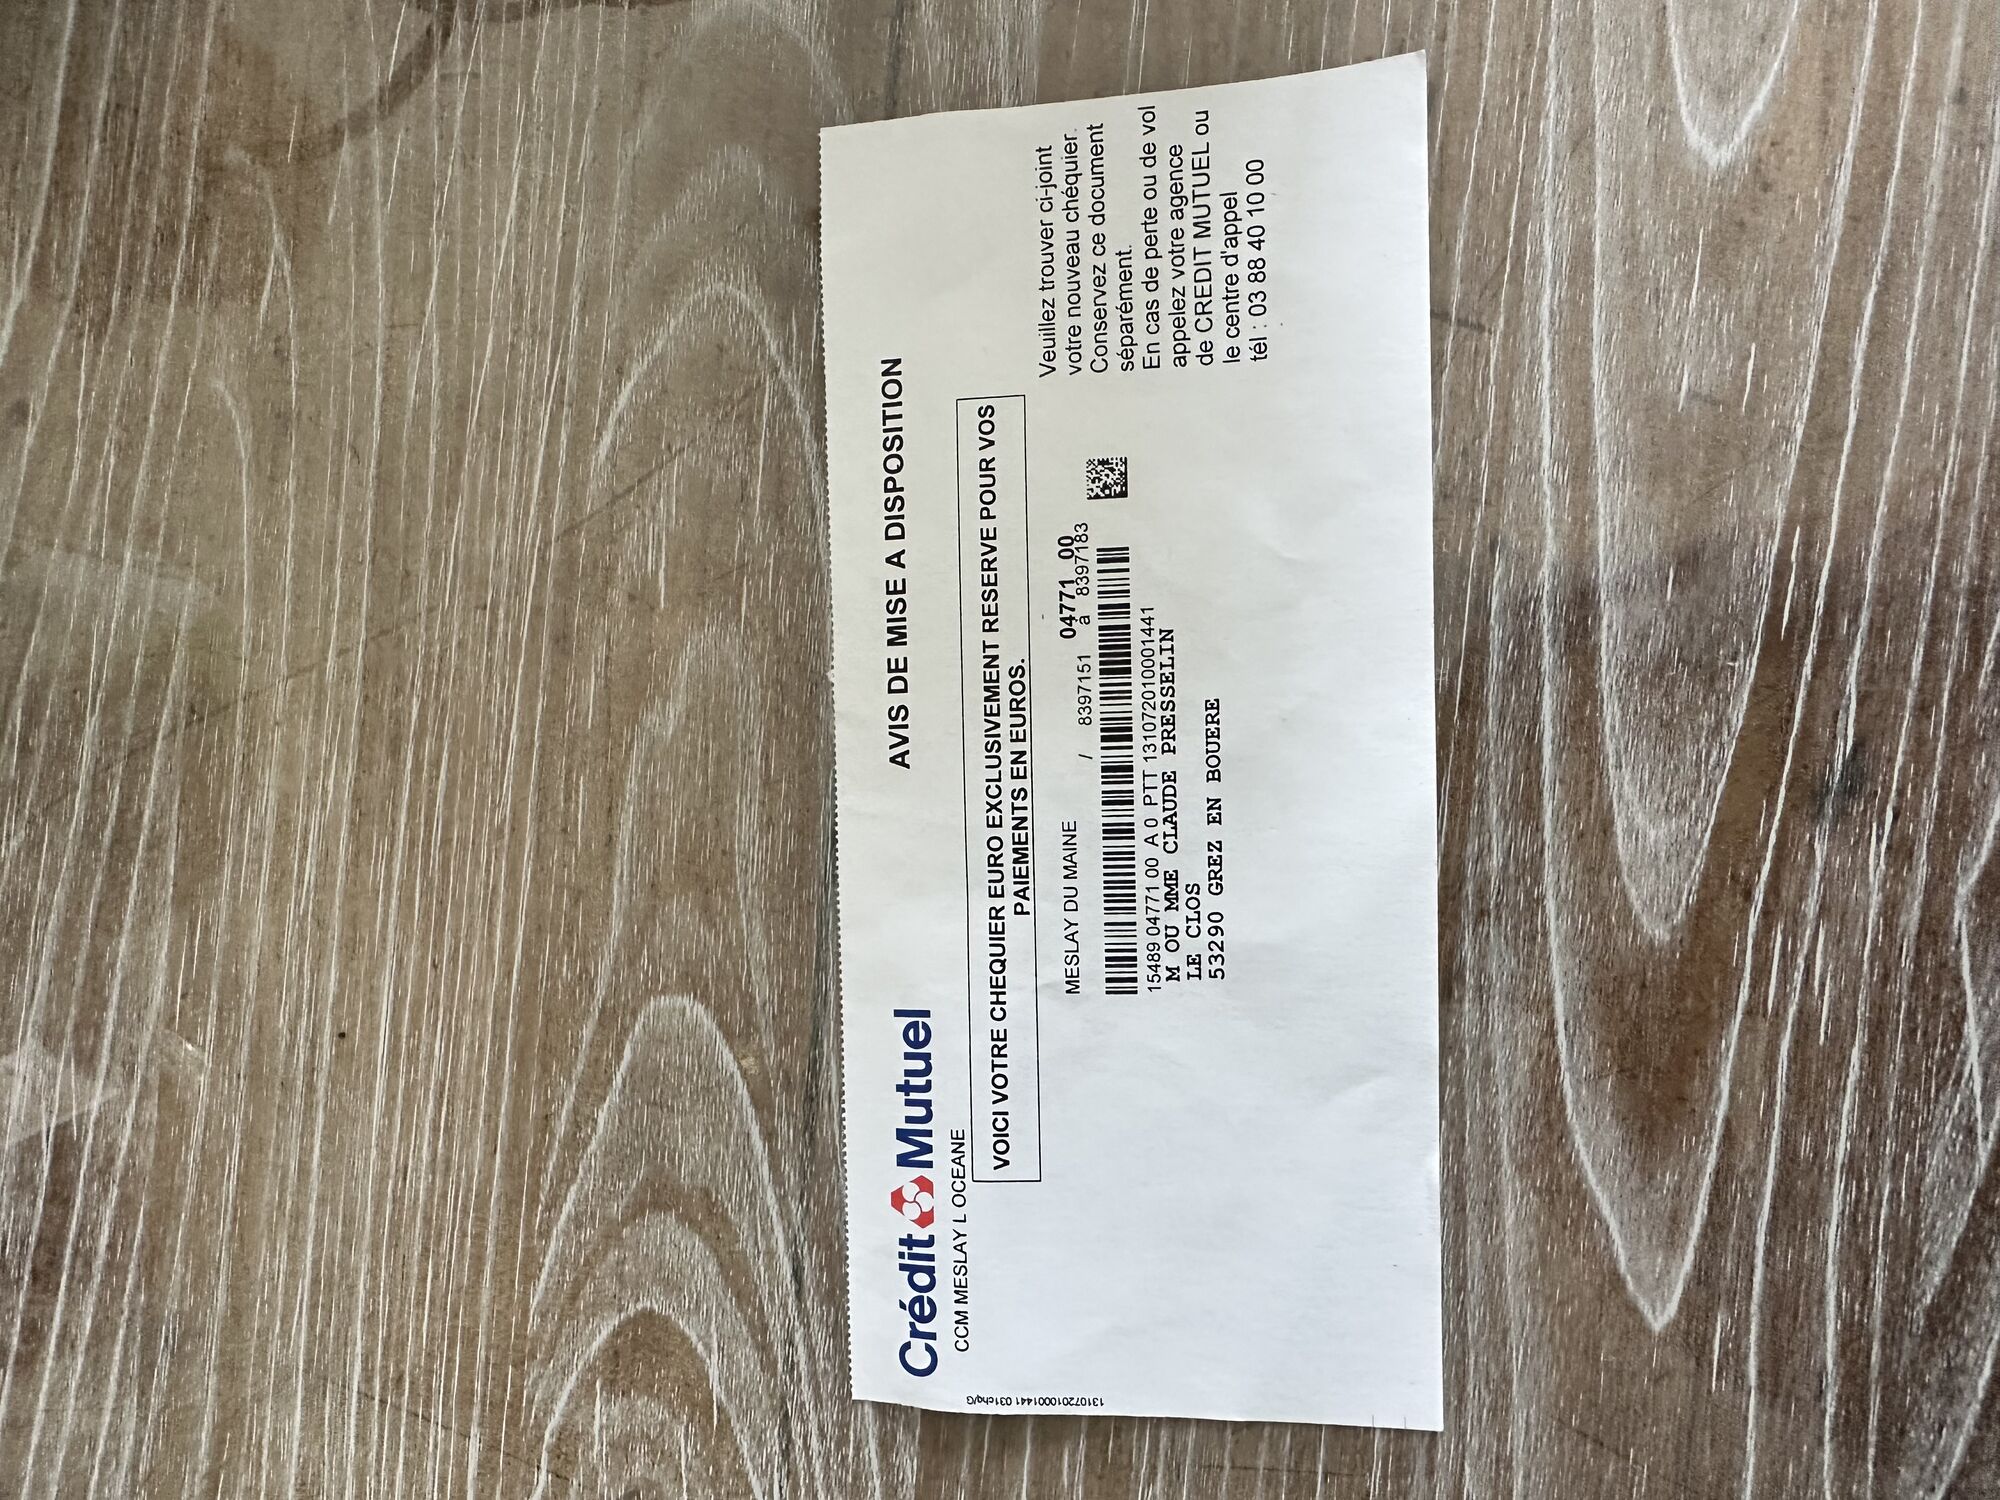 Crédit Mutuel
AVIS DE MISE A DISPOSITION
CCM MESLAY L OCEANE
VOICI VOTRE CHEQUIER EURO EXCLUSIVEMENT RESERVE POUR VOS
PAIEMENTS EN EUROS.
MESLAY DU MAINE 04771 00
/ 8397151 à 8397183
15489 04771 00 A 0 PTT 1310720100001441
M OU MME CLAUDE PRESSELIN
LE CLOS
53290 GREZ EN BOUERE
Veuillez trouver ci-joint
votre nouveau chéquier.
Conservez ce document
séparément.
En cas de perte ou de vol
appelez votre agence
de CREDIT MUTUEL ou
le centre d'appel
tél : 03 88 40 10 00
1310720100001441 031chq/G